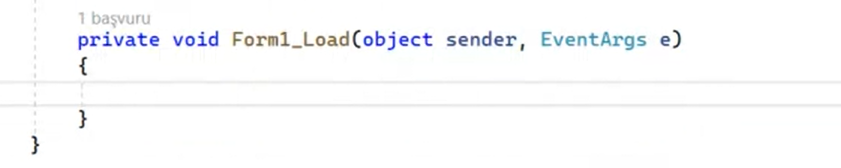 1 başvuru
private void Form1_Load(object sender, EventArgs e)
{
}
}